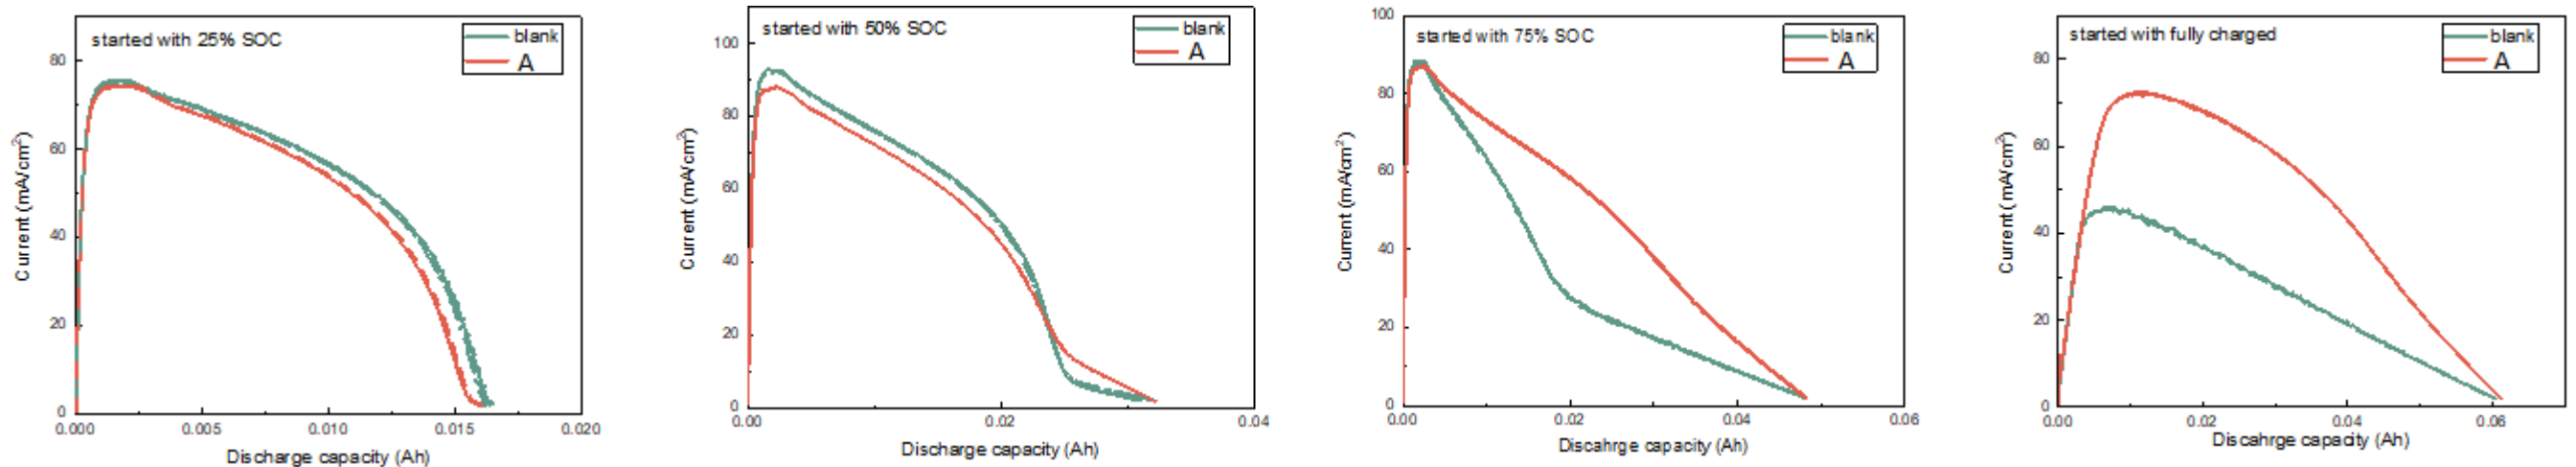 started with 25% SOC
blank
A
80
60
40
20
0
Current (mA/cm²)
0.000
0.005
0.010
0.015
0.020
Discharge capacity (Ah)
started with 50% SOC
blank
A
100
80
60
40
20
0
Current (mA/cm²)
0.00
0.02
0.04
Discharge capacity (Ah)
started with 75% SOC
blank
A
100
80
60
40
20
0
Current (mA/cm²)
0.00
0.02
0.04
0.06
Discahrge capacity (Ah)
started with fully charged
blank
A
80
60
40
20
0
Current (mA/cm²)
0.00
0.02
0.04
0.06
Discahrge capacity (Ah)